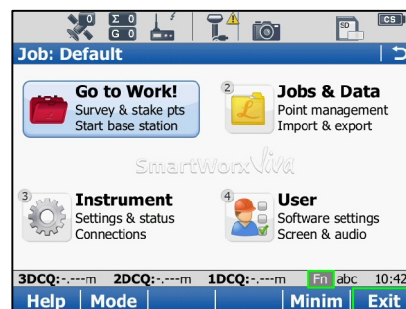 0 Σ 0
G 0
SD
CS
Job: Default
Go to Work!
Survey & stake pts
Start base station
2
Jobs & Data
Point management
Import & export
SmartWorx Viva
3
Instrument
Settings & status
Connections
4
User
Software settings
Screen & audio
3DCQ:-.---m 2DCQ:-.---m 1DCQ:-.---m Fn abc 10:42
Help Mode Minim Exit